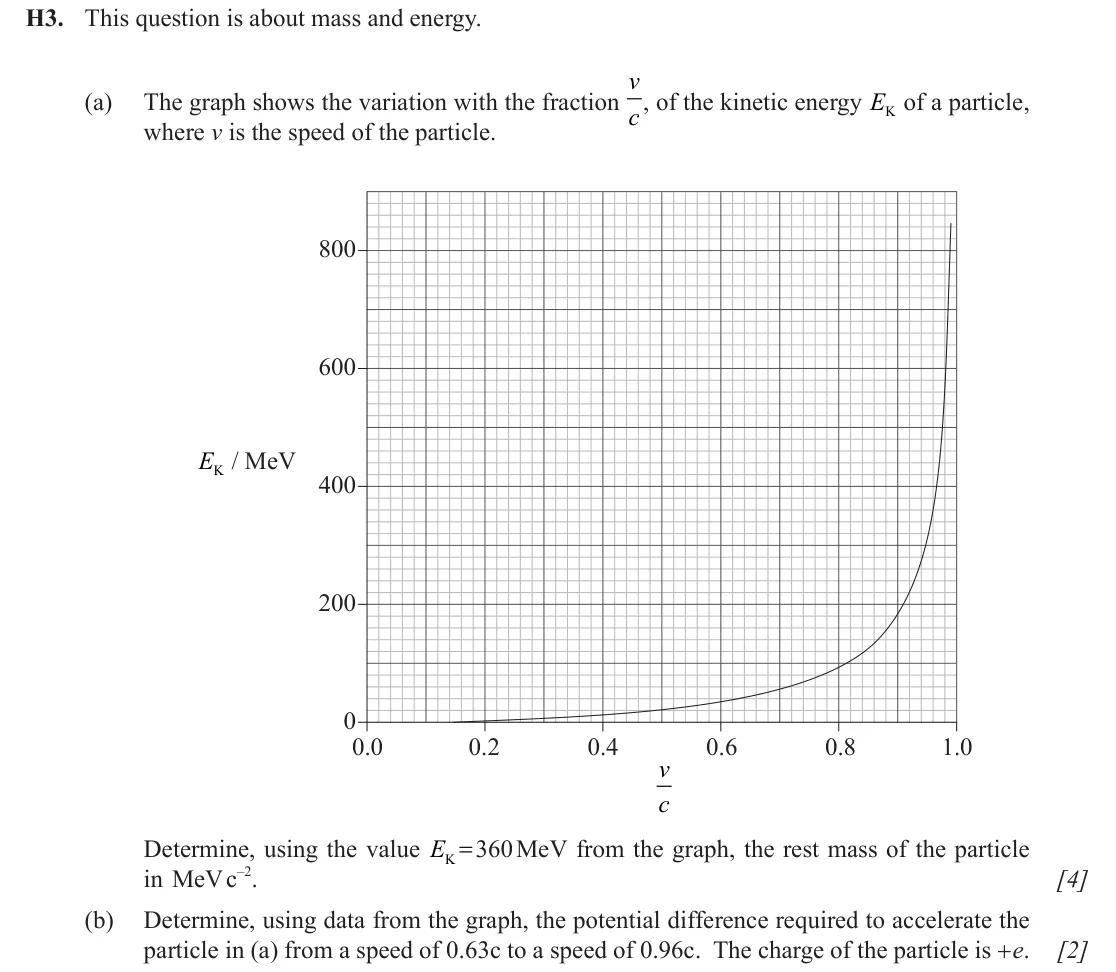 H3. This question is about mass and energy.
(a) The graph shows the variation with the fraction v/c, of the kinetic energy E_K of a particle,
where v is the speed of the particle.
800
600
E_K / MeV
400
200
0
0.0 0.2 0.4 0.6 0.8 1.0
v/c
Determine, using the value E_K=360 MeV from the graph, the rest mass of the particle
in MeV c⁻². [4]
(b) Determine, using data from the graph, the potential difference required to accelerate the
particle in (a) from a speed of 0.63c to a speed of 0.96c. The charge of the particle is +e. [2]